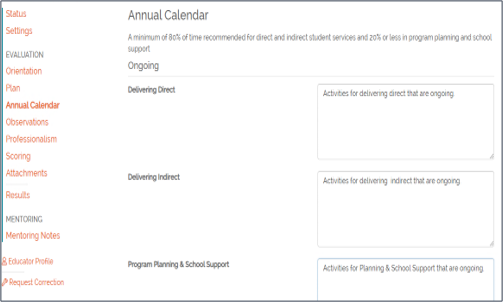 Status
Settings
EVALUATION
Orientation
Plan
Annual Calendar
Observations
Professionalism
Scoring
Attachments
Results
MENTORING
Mentoring Notes
Educator Profile
Request Correction
Annual Calendar
A minimum of 80% of time recommended for direct and indirect student services and 20% or less in program planning and school
support
Ongoing
Delivering Direct
Activities for delivering direct that are ongoing
Delivering Indirect
Activities for delivering indirect that are ongoing
Program Planning & School Support
Activities for Planning & School Support that are ongoing.